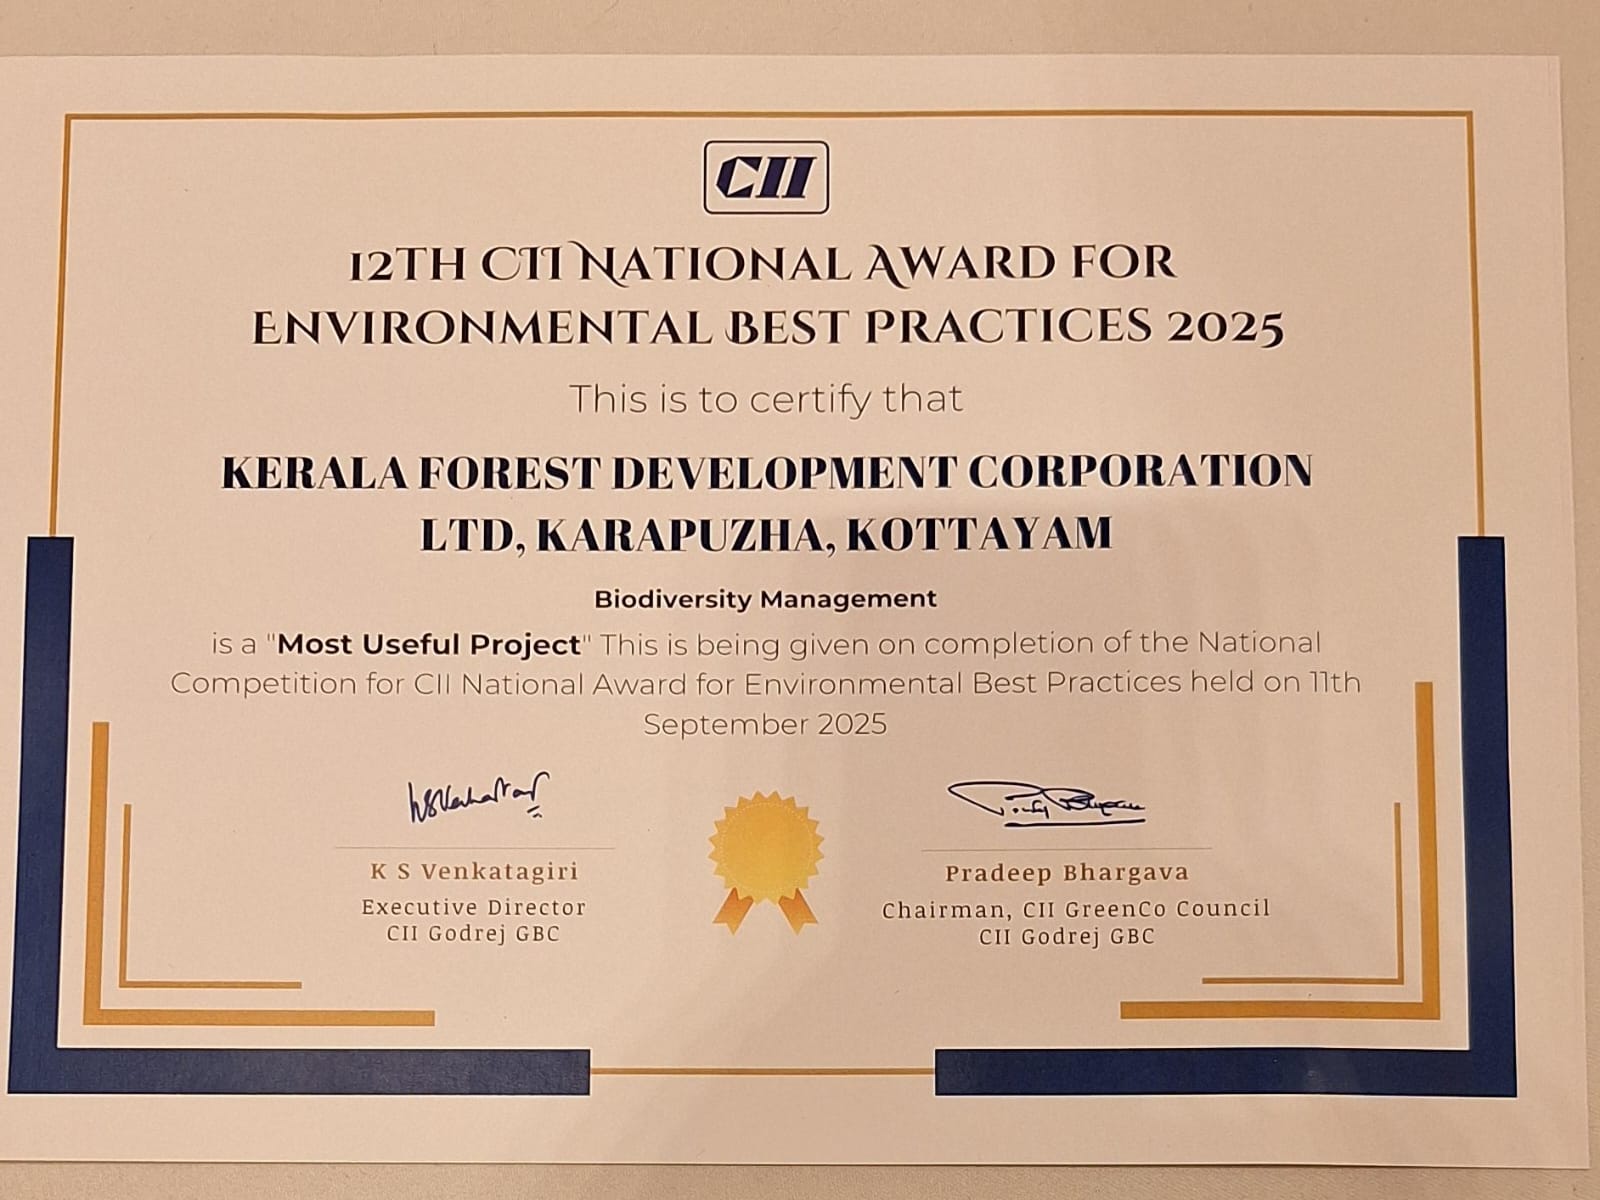 CII
12TH CII NATIONAL AWARD FOR
ENVIRONMENTAL BEST PRACTICES 2025
This is to certify that
KERALA FOREST DEVELOPMENT CORPORATION
LTD, KARAPUZHA, KOTTAYAM
Biodiversity Management
is a "Most Useful Project" This is being given on completion of the National
Competition for CII National Award for Environmental Best Practices held on 11th
September 2025
K S Venkatagiri
Executive Director
CII Godrej GBC
Pradeep Bhargava
Chairman, CII GreenCo Council
CII Godrej GBC